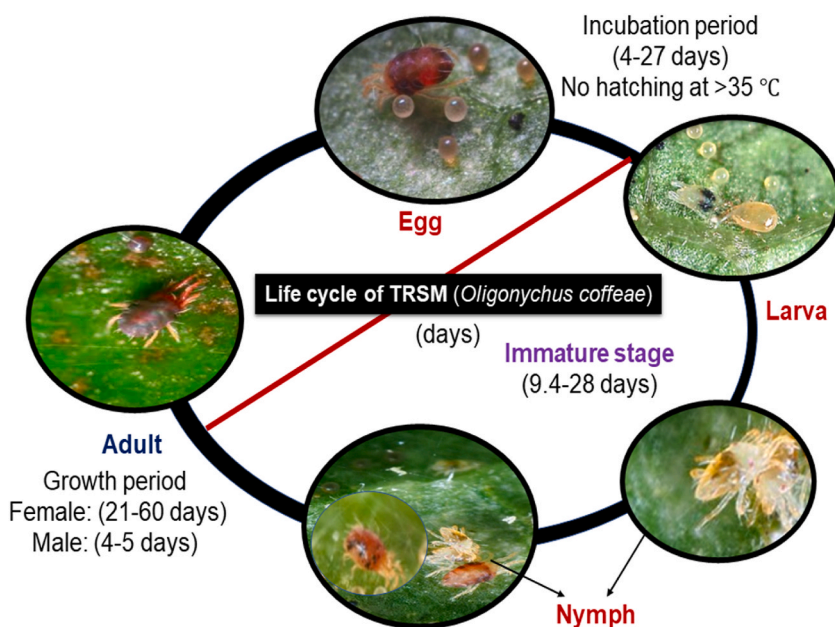 Incubation period
(4-27 days)
No hatching at >35 ℃
Egg
Larva
Life cycle of TRSM (Oligonychus coffeae)
(days)
Immature stage
(9.4-28 days)
Adult
Growth period
Female: (21-60 days)
Male: (4-5 days)
Nymph